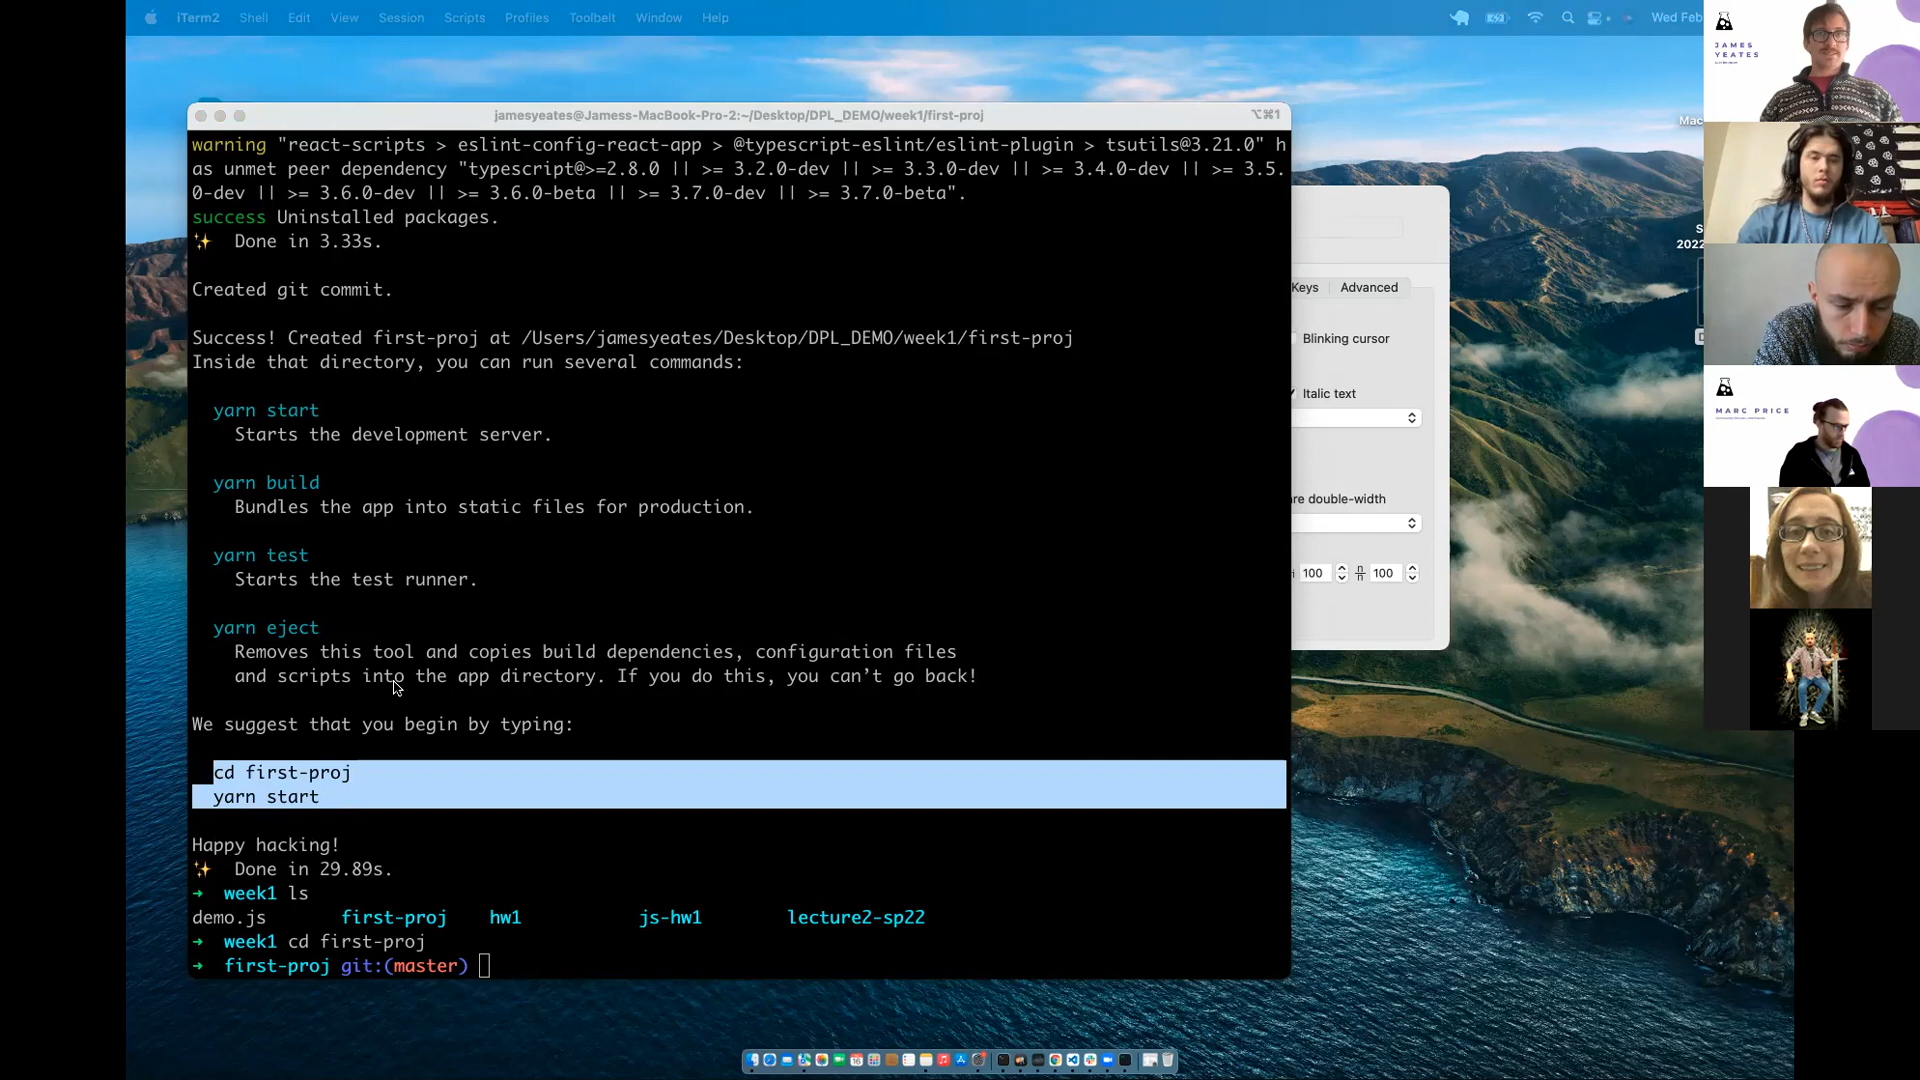 iTerm2 Shell Edit View Session Scripts Profiles Toolbelt Window Help
Wed Feb
jamesyeates@Jamess-MacBook-Pro-2:~/Desktop/DPL_DEMO/week1/first-proj
⌥⌘1
warning "react-scripts > eslint-config-react-app > @typescript-eslint/eslint-plugin > tsutils@3.21.0" h
as unmet peer dependency "typescript@>=2.8.0 || >= 3.2.0-dev || >= 3.3.0-dev || >= 3.4.0-dev || >= 3.5.
0-dev || >= 3.6.0-dev || >= 3.6.0-beta || >= 3.7.0-dev || >= 3.7.0-beta".
success Uninstalled packages.
✨ Done in 3.33s.
Created git commit.
Success! Created first-proj at /Users/jamesyeates/Desktop/DPL_DEMO/week1/first-proj
Inside that directory, you can run several commands:
yarn start
Starts the development server.
yarn build
Bundles the app into static files for production.
yarn test
Starts the test runner.
yarn eject
Removes this tool and copies build dependencies, configuration files
and scripts into the app directory. If you do this, you can’t go back!
We suggest that you begin by typing:
cd first-proj
yarn start
Happy hacking!
✨ Done in 29.89s.
➜ week1 ls
demo.js first-proj hw1 js-hw1 lecture2-sp22
➜ week1 cd first-proj
➜ first-proj git:(master)
Keys Advanced
Blinking cursor
Italic text
re double-width
100 100
Mac
S
2022
JAMES
YEATES
MARC PRICE